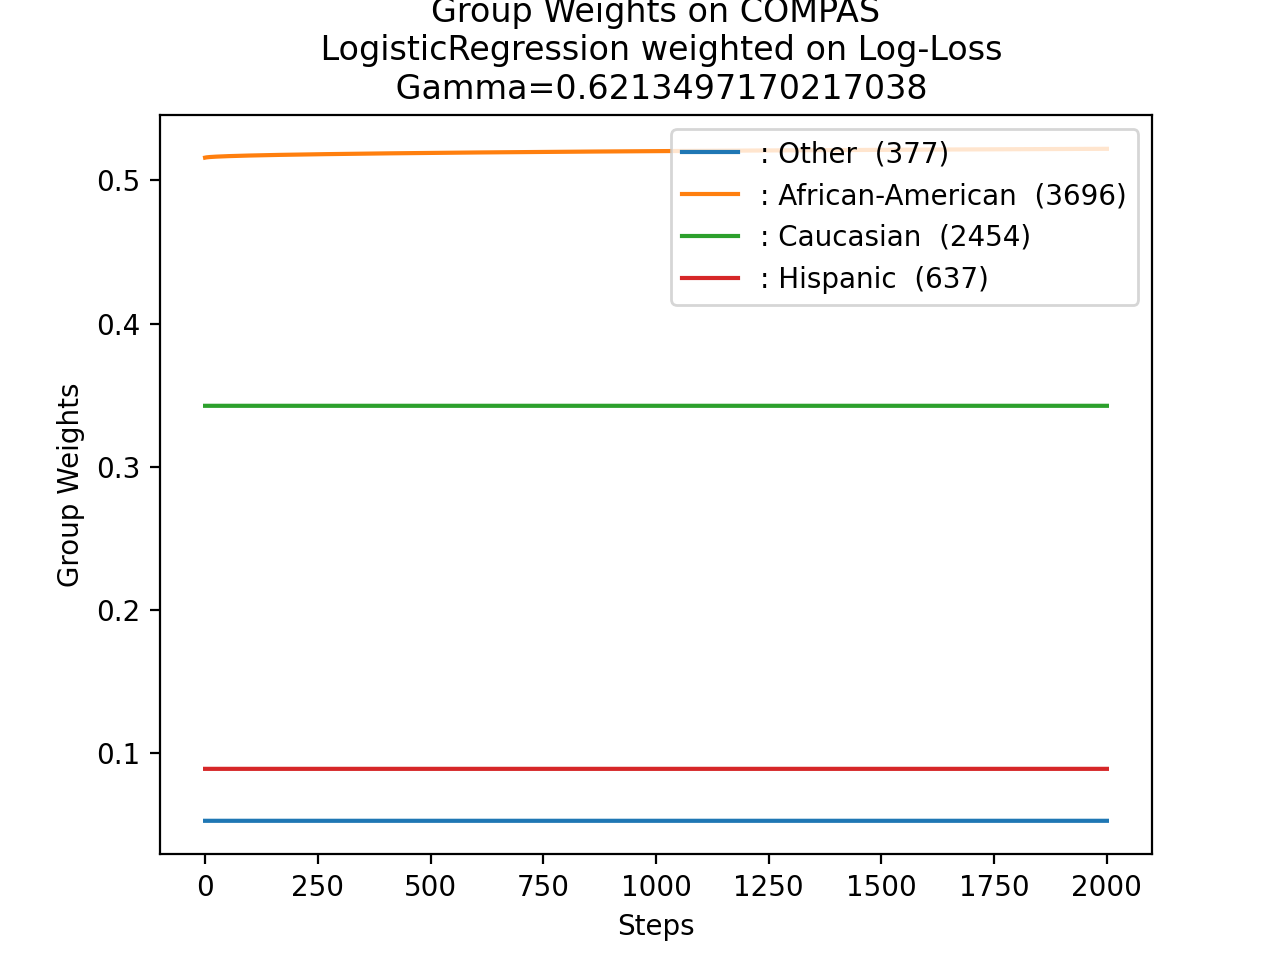 Group Weights on COMPAS
LogisticRegression weighted on Log-Loss
Gamma=0.6213497170217038
: Other (377)
: African-American (3696)
: Caucasian (2454)
: Hispanic (637)
Group Weights
0.5
0.4
0.3
0.2
0.1
0 250 500 750 1000 1250 1500 1750 2000
Steps